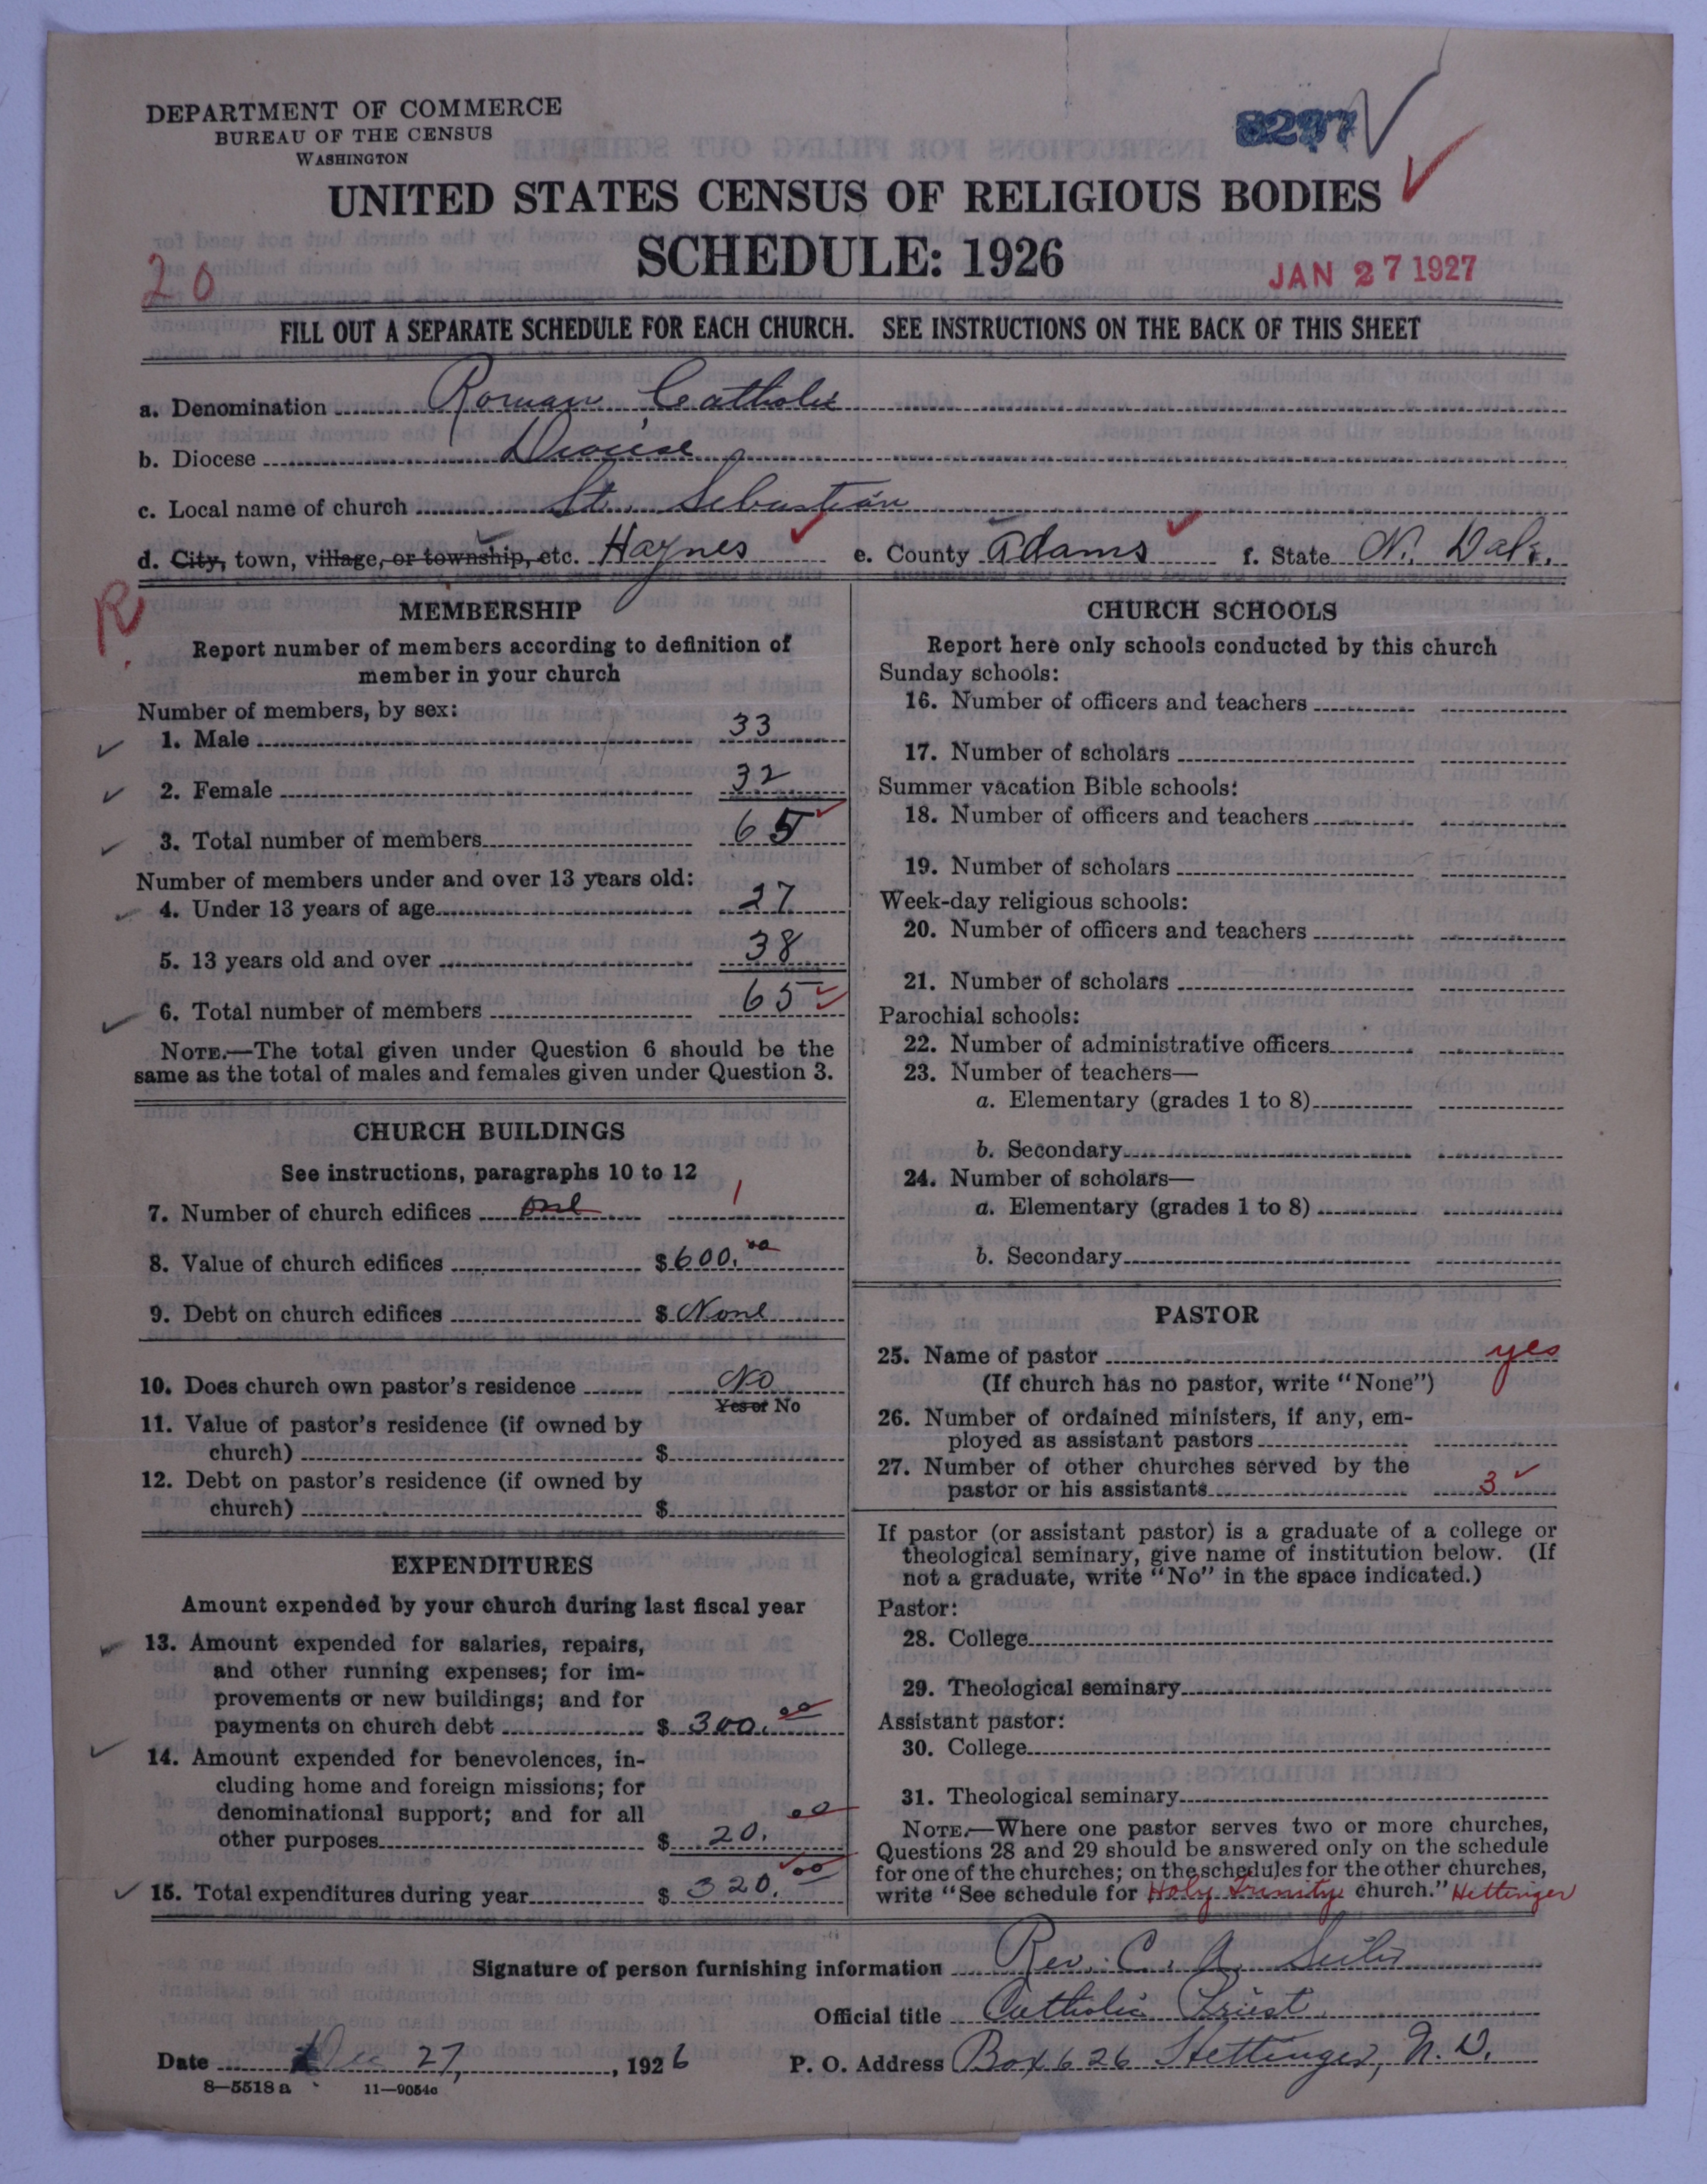 DEPARTMENT OF COMMERCE
BUREAU OF THE CENSUS
WASHINGTON
8297
UNITED STATES CENSUS OF RELIGIOUS BODIES
SCHEDULE: 1926
20
JAN 27 1927
FILL OUT A SEPARATE SCHEDULE FOR EACH CHURCH. SEE INSTRUCTIONS ON THE BACK OF THIS SHEET
a. Denomination Roman Catholic
b. Diocese Diocese
c. Local name of church St. Sebastian
d. City, town, village, or township, etc. Haynes e. County Adams f. State N. Dak.
R
MEMBERSHIP
Report number of members according to definition of
member in your church
Number of members, by sex:
1. Male 33
2. Female 32
3. Total number of members 65
Number of members under and over 13 years old:
4. Under 13 years of age 27
5. 13 years old and over 38
6. Total number of members 65
NOTE.—The total given under Question 6 should be the
same as the total of males and females given under Question 3.
CHURCH BUILDINGS
See instructions, paragraphs 10 to 12
7. Number of church edifices one 1
8. Value of church edifices $600.00
9. Debt on church edifices $ None
10. Does church own pastor's residence No
Yes or No
11. Value of pastor's residence (if owned by
church) $
12. Debt on pastor's residence (if owned by
church) $
EXPENDITURES
Amount expended by your church during last fiscal year
13. Amount expended for salaries, repairs,
and other running expenses; for im-
provements or new buildings; and for
payments on church debt $ 300.00
14. Amount expended for benevolences, in-
cluding home and foreign missions; for
denominational support; and for all
other purposes $ 20.00
15. Total expenditures during year $ 320.00
CHURCH SCHOOLS
Report here only schools conducted by this church
Sunday schools:
16. Number of officers and teachers
17. Number of scholars
Summer vacation Bible schools:
18. Number of officers and teachers
19. Number of scholars
Week-day religious schools:
20. Number of officers and teachers
21. Number of scholars
Parochial schools:
22. Number of administrative officers
23. Number of teachers—
a. Elementary (grades 1 to 8)
b. Secondary
24. Number of scholars—
a. Elementary (grades 1 to 8)
b. Secondary
PASTOR
25. Name of pastor yes
(If church has no pastor, write "None")
26. Number of ordained ministers, if any, em-
ployed as assistant pastors
27. Number of other churches served by the
pastor or his assistants 3
If pastor (or assistant pastor) is a graduate of a college or
theological seminary, give name of institution below. (If
not a graduate, write "No" in the space indicated.)
Pastor:
28. College
29. Theological seminary
Assistant pastor:
30. College
31. Theological seminary
NOTE.—Where one pastor serves two or more churches,
Questions 28 and 29 should be answered only on the schedule
for one of the churches; on the schedules for the other churches,
write "See schedule for Holy Trinity church." Hettinger
Signature of person furnishing information Rev. C. A. Seiler
Official title Catholic Priest
Date Dec 27, 1926 P. O. Address Box 626 Hettinger, N. D.
8—5518 a 11—9054c